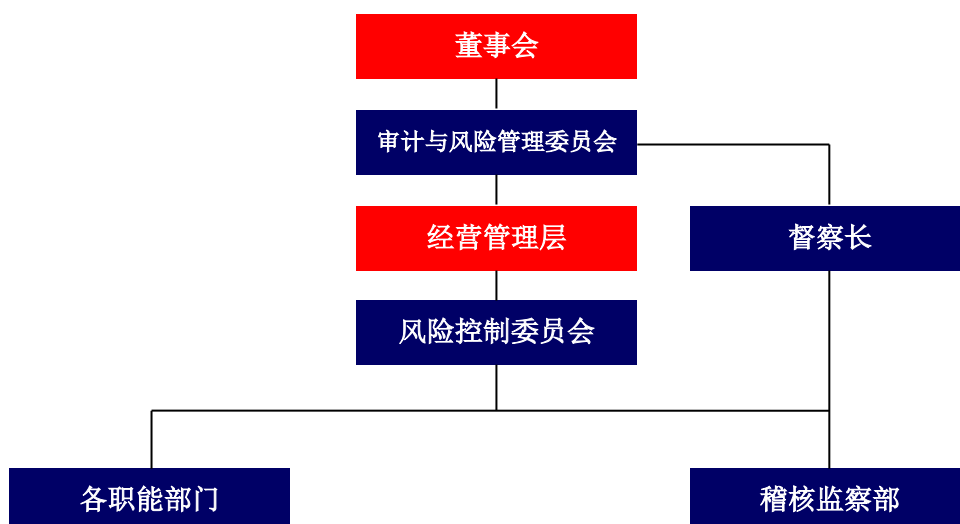 董事会
审计与风险管理委员会
经营管理层
督察长
风险控制委员会
各职能部门
稽核监察部